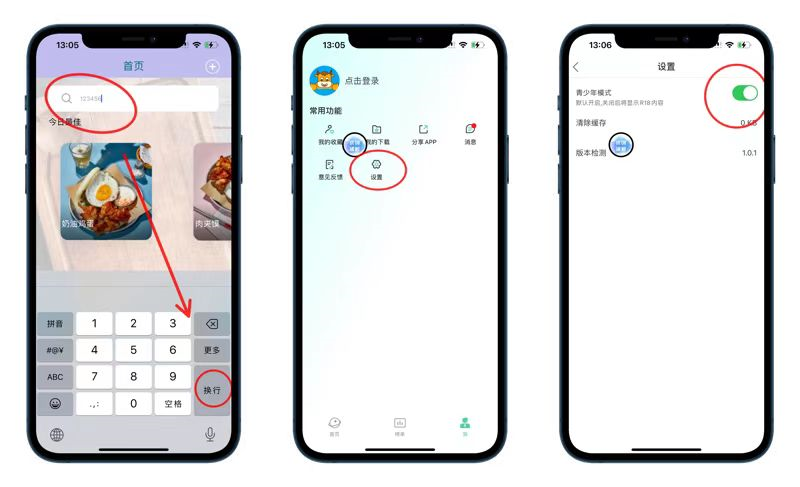 13:05
首页
123456
今日最佳
奶油鸡蛋
肉夹馍
拼音
1
2
3
#@¥
4
5
6
更多
ABC
7
8
9
换行
.,:
0
空格
13:05
点击登录
常用功能
我的收藏
我的下载
分享 APP
消息
意见反馈
设置
首页
榜单
我
13:06
设置
青少年模式
默认开启,关闭后将显示R18内容
清除缓存
0 KB
版本检测
1.0.1